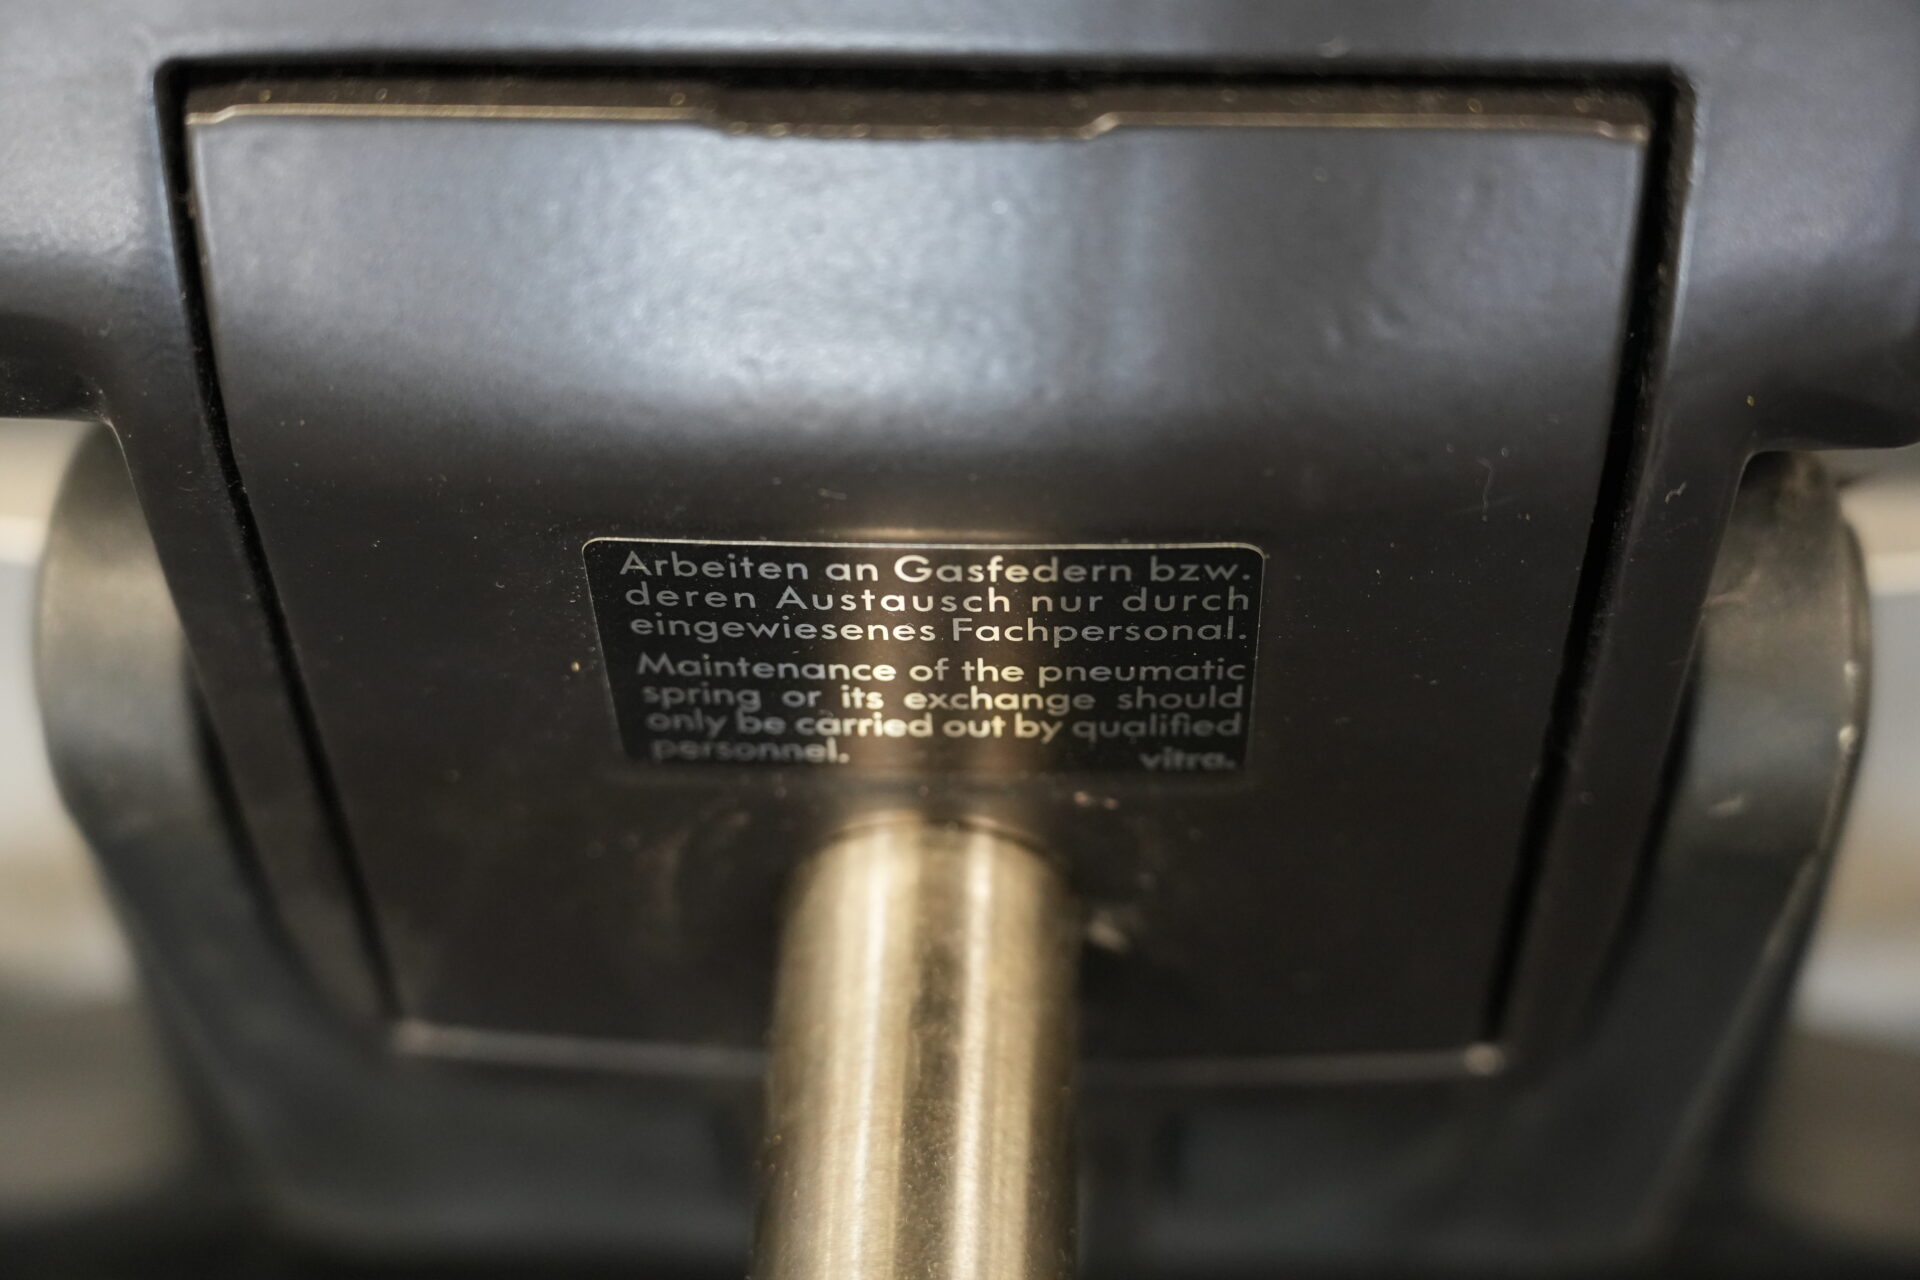 Arbeiten an Gasfedern bzw.
deren Austausch nur durch
eingewiesenes Fachpersonal.
Maintenance of the pneumatic
spring or its exchange should
only be carried out by qualified
personnel. vitra.